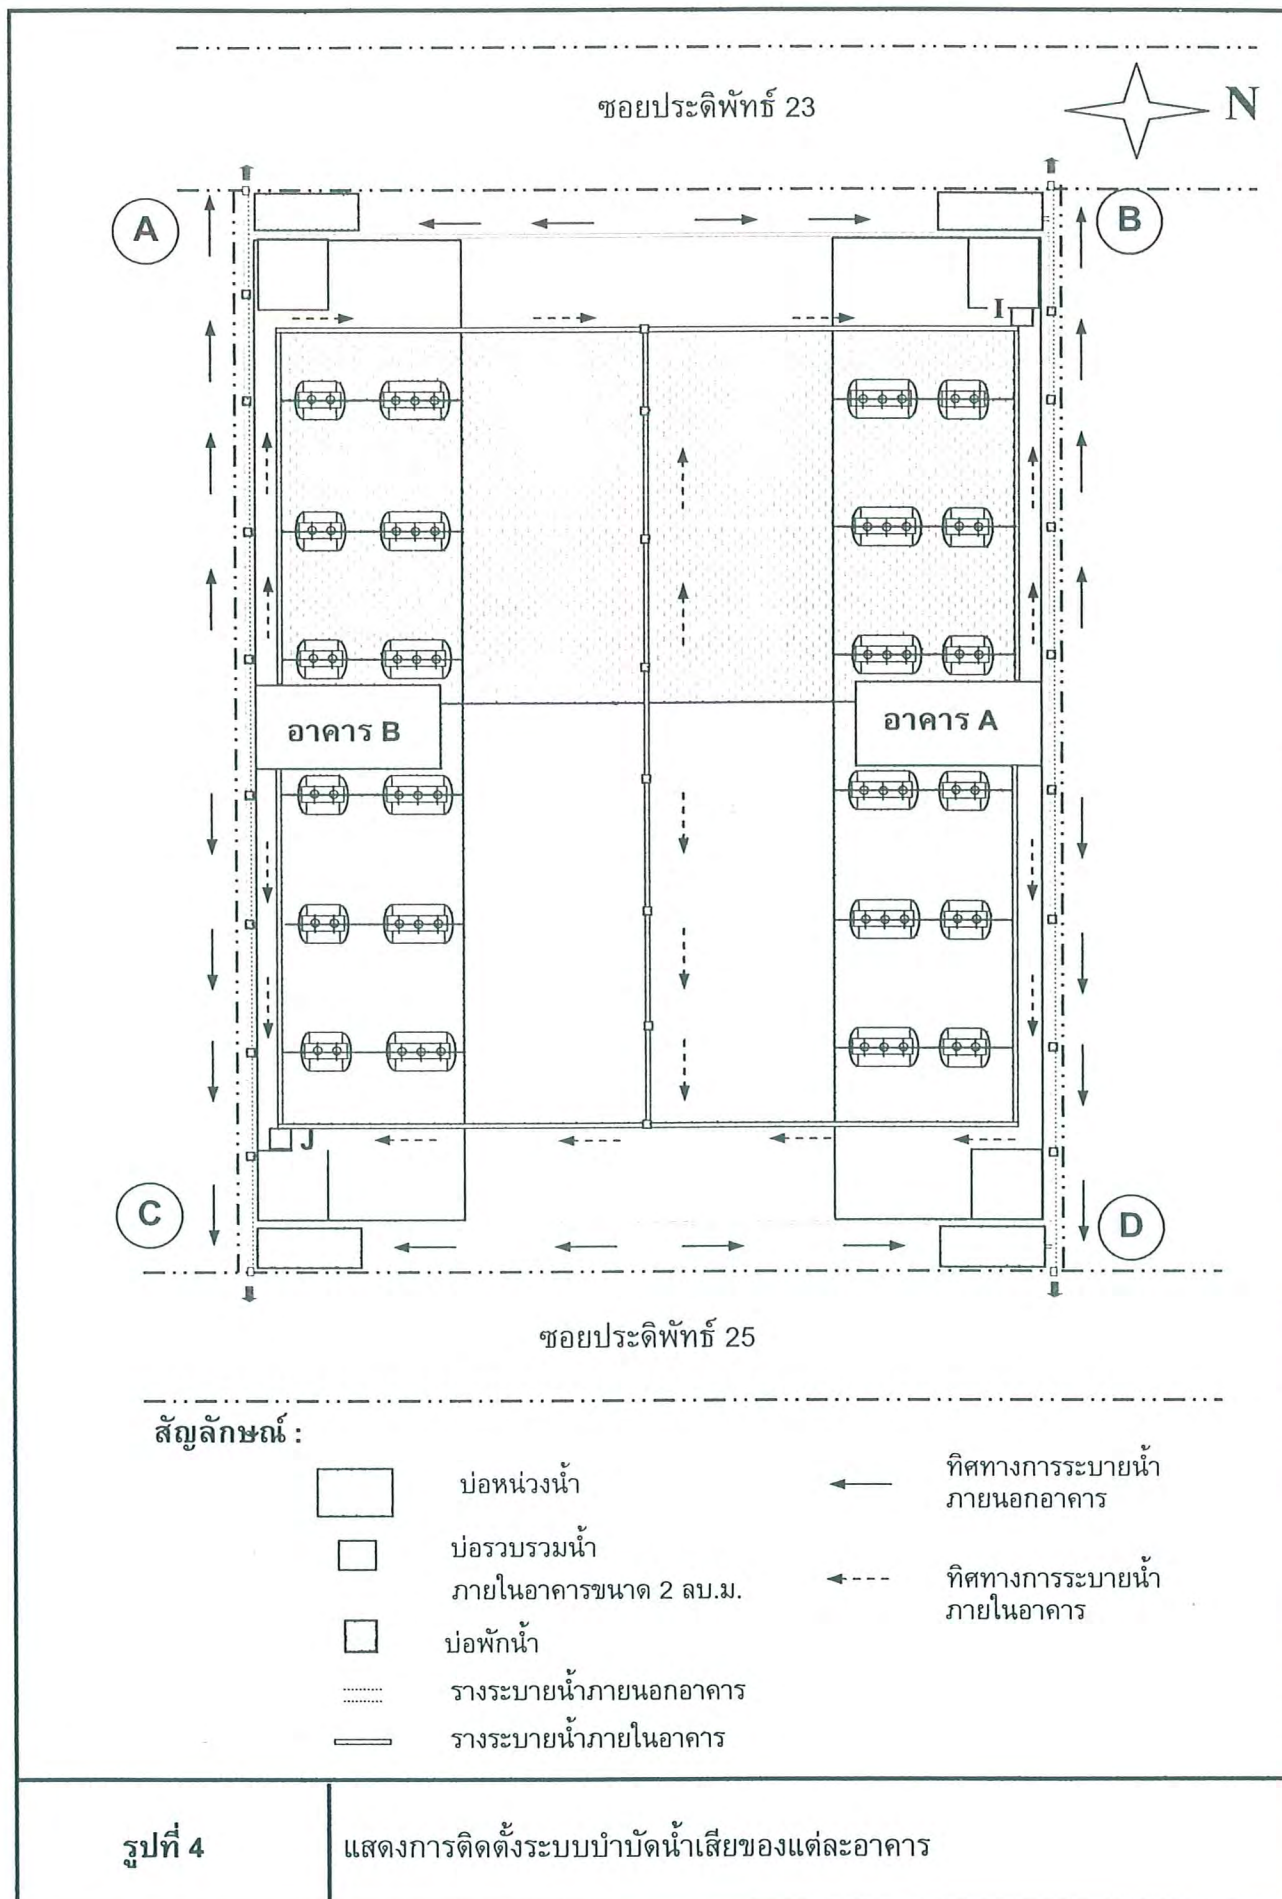 ซอยประดิพัทธ์ 23
N
A
B
I
อาคาร B
อาคาร A
J
C
D
ซอยประดิพัทธ์ 25
สัญลักษณ์ :
บ่อหน่วงน้ำ
ทิศทางการระบายน้ำ
ภายนอกอาคาร
บ่อรวบรวมน้ำ
ภายในอาคารขนาด 2 ลบ.ม.
ทิศทางการระบายน้ำ
ภายในอาคาร
บ่อพักน้ำ
รางระบายน้ำภายนอกอาคาร
รางระบายน้ำภายในอาคาร
รูปที่ 4
แสดงการติดตั้งระบบบำบัดน้ำเสียของแต่ละอาคาร